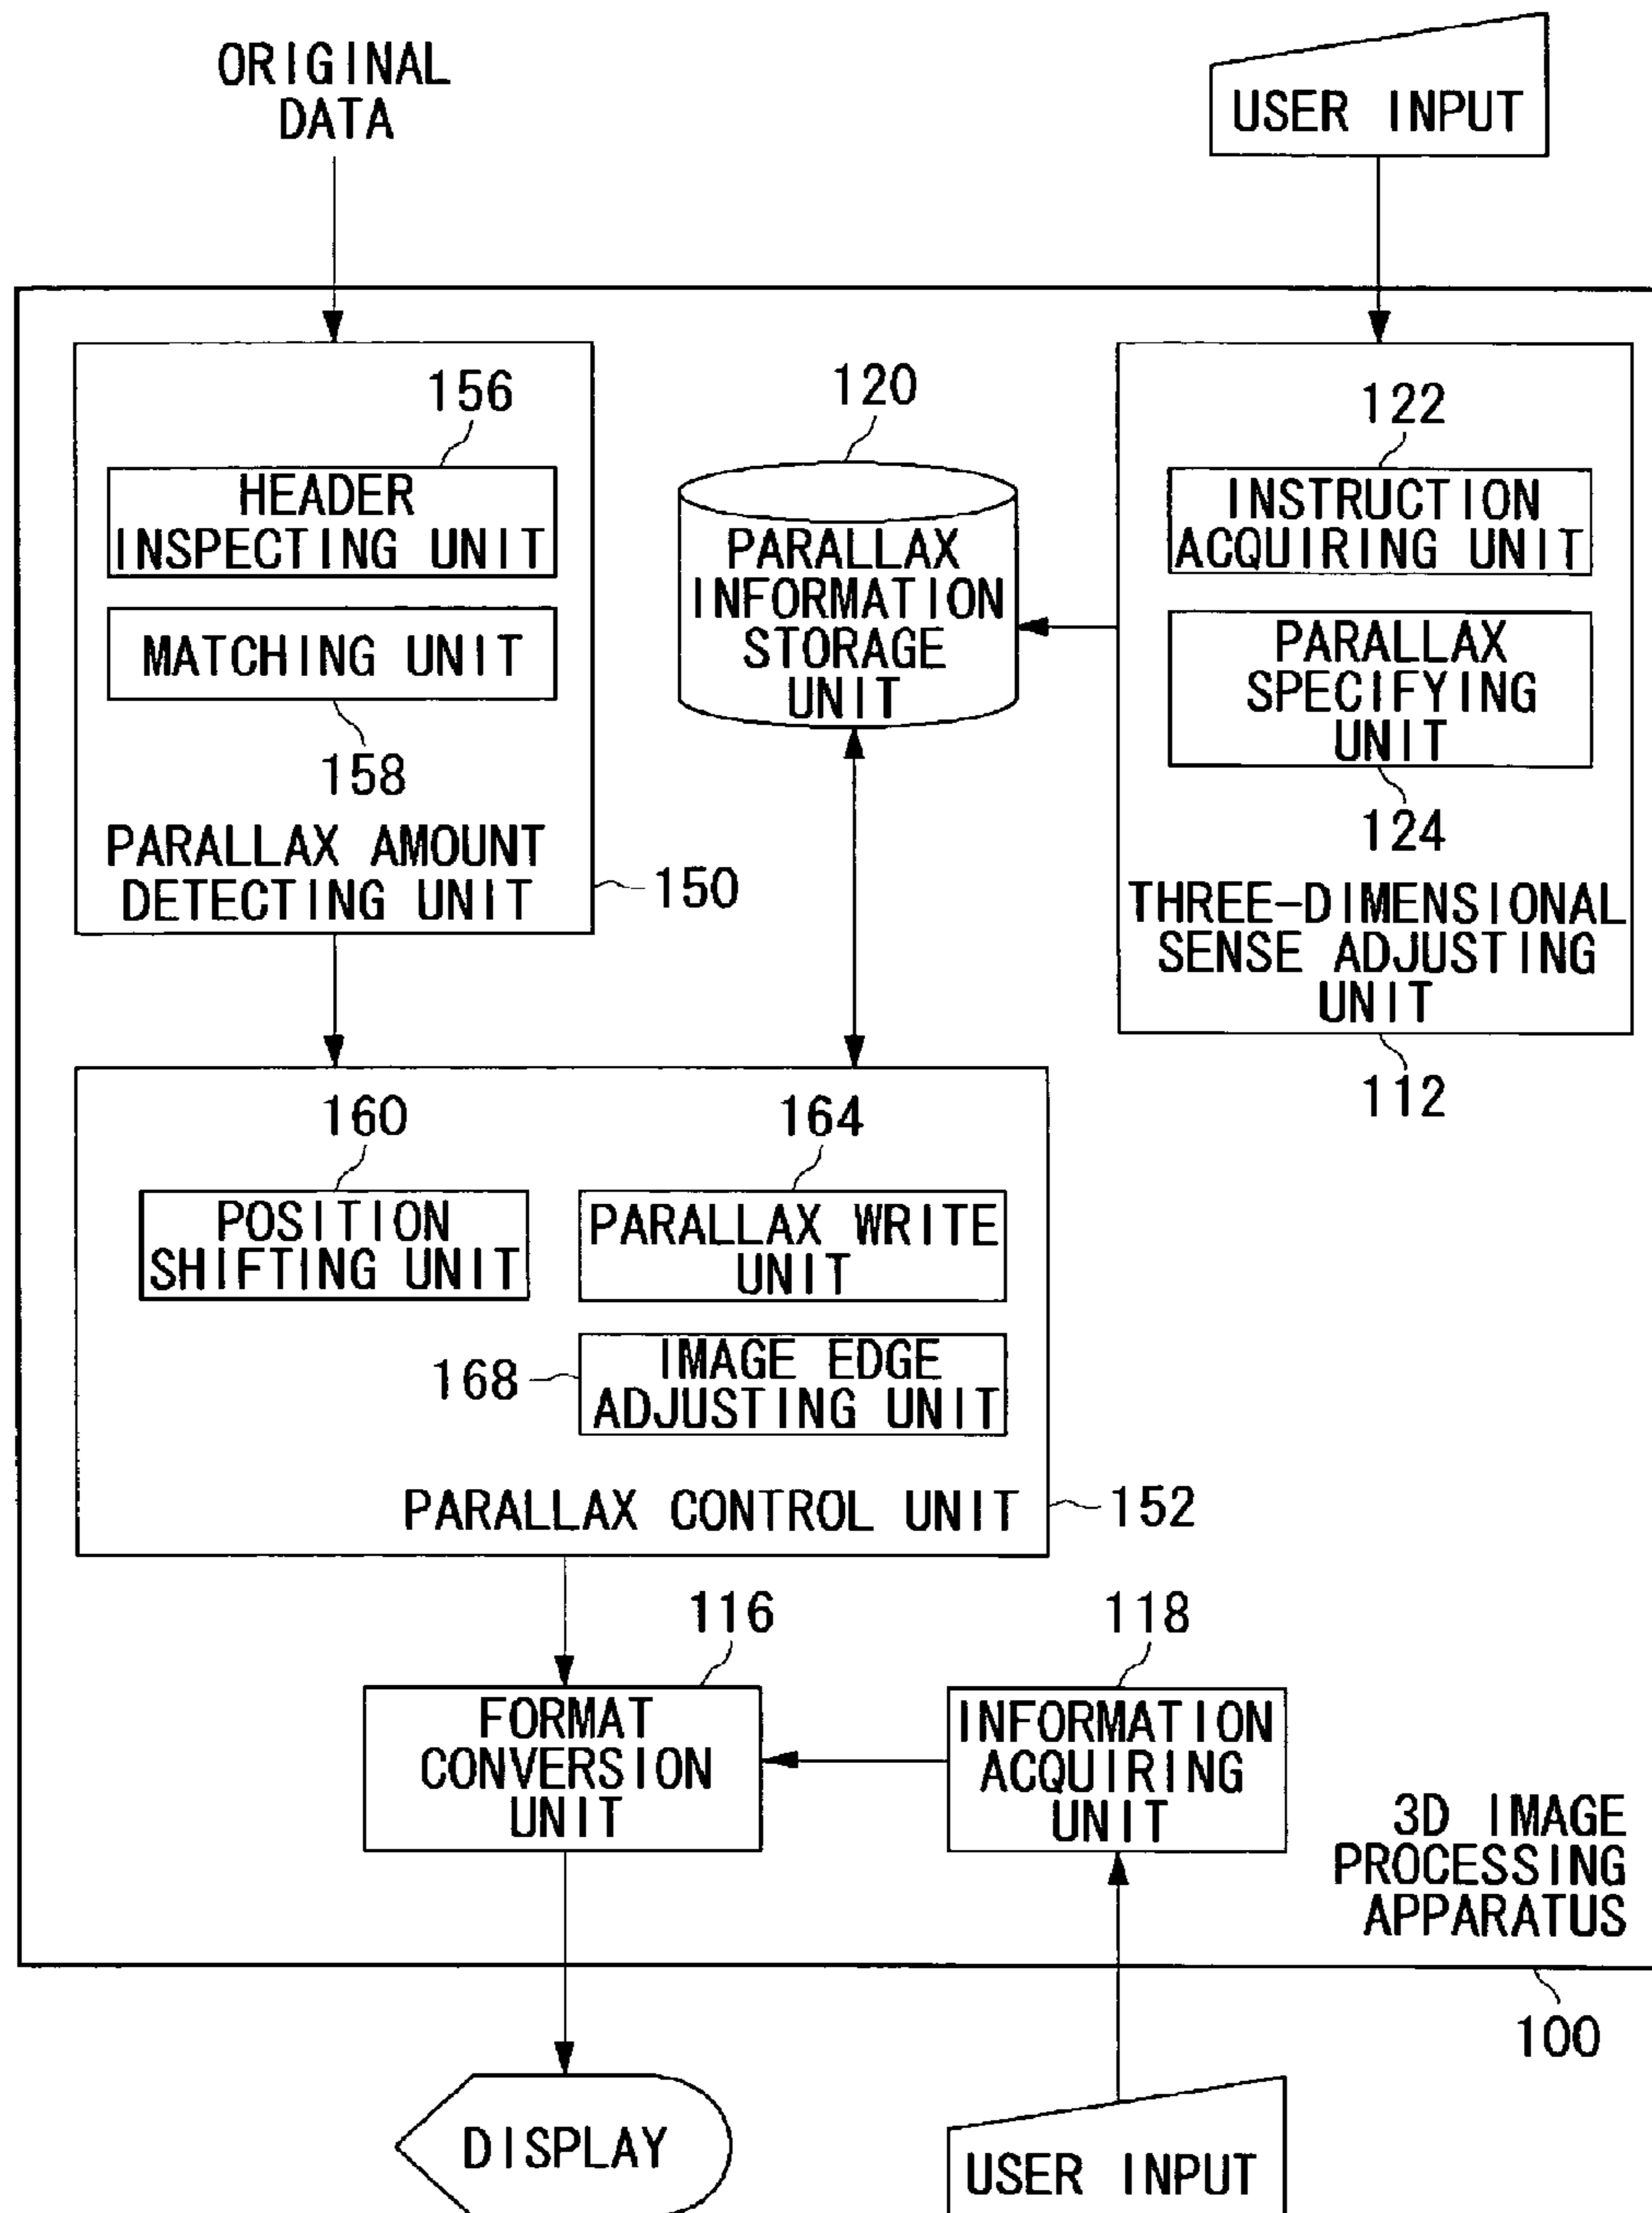 ORIGINAL
DATA
USER INPUT
156
HEADER
INSPECTING UNIT
MATCHING UNIT
158
PARALLAX AMOUNT
DETECTING UNIT
150
120
PARALLAX
INFORMATION
STORAGE
UNIT
122
INSTRUCTION
ACQUIRING UNIT
PARALLAX
SPECIFYING
UNIT
124
THREE-DIMENSIONAL
SENSE ADJUSTING
UNIT
112
160
POSITION
SHIFTING UNIT
164
PARALLAX WRITE
UNIT
168
IMAGE EDGE
ADJUSTING UNIT
PARALLAX CONTROL UNIT
152
116
FORMAT
CONVERSION
UNIT
118
INFORMATION
ACQUIRING
UNIT
3D IMAGE
PROCESSING
APPARATUS
100
DISPLAY
USER INPUT